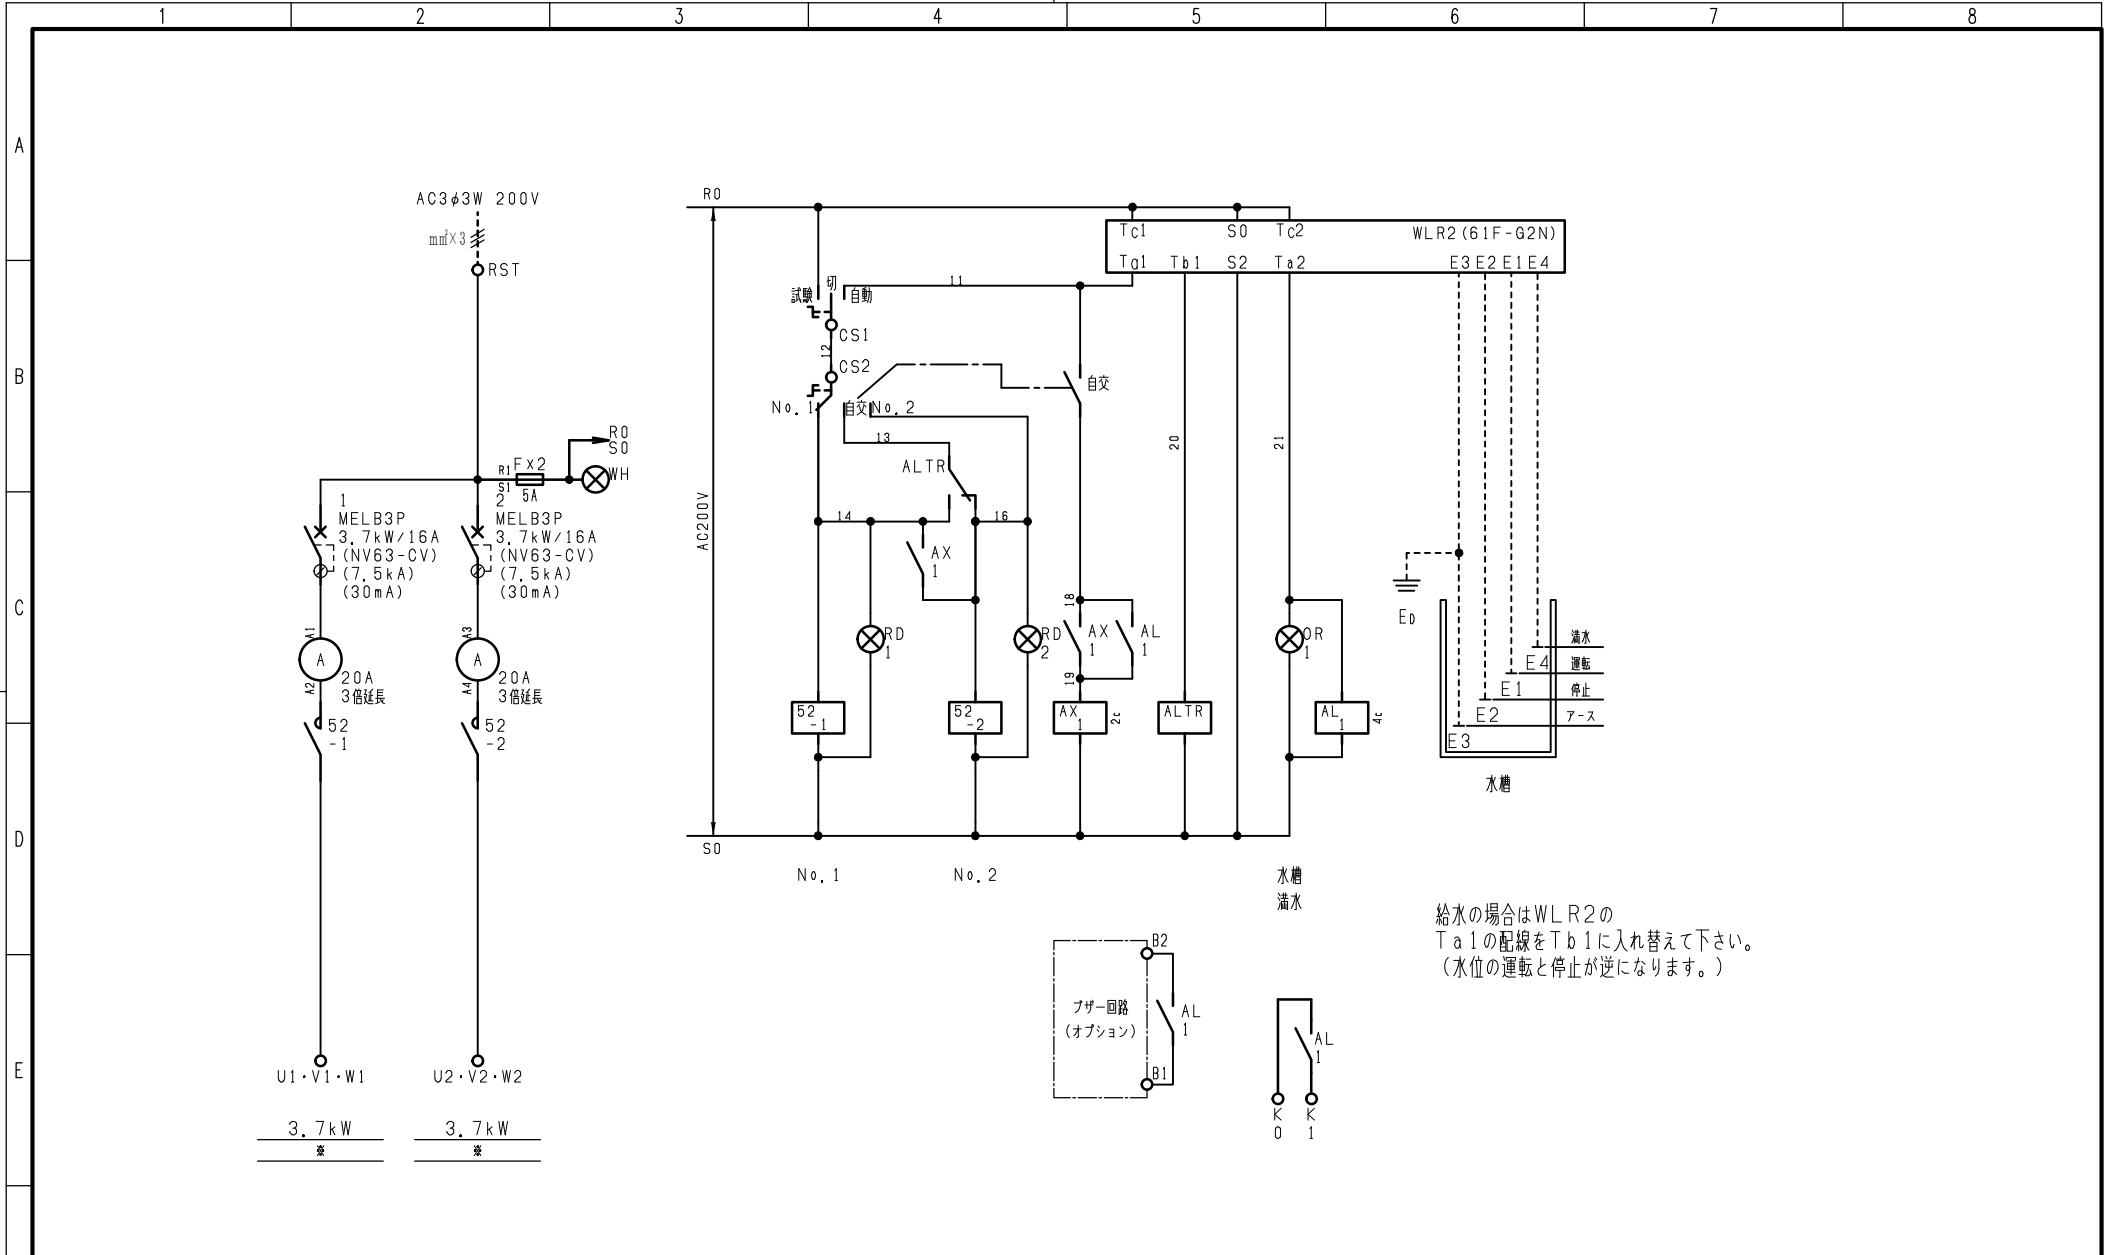 1 2 3 4 5 6 7 8
A
B
C
D
E
AC3φ3W 200V
mm²×3
RST
R0
S0
R1
S1
F×2
5A
WH
1
MELB3P
3.7kW/16A
(NV63-CV)
(7.5kA)
(30mA)
2
MELB3P
3.7kW/16A
(NV63-CV)
(7.5kA)
(30mA)
A1
A
A2
20A
3倍延長
A3
A
A4
20A
3倍延長
52
-1
52
-2
U1・V1・W1
U2・V2・W2
3.7kW
※
3.7kW
※
R0
AC200V
S0
試験
切
自動
11
CS1
12
CS2
No.1
自交
No.2
13
ALTR
14
16
AX
1
RD
1
RD
2
52
-1
52
-2
自交
18
AX
1
AL
1
19
AX
1
2c
20
ALTR
21
OR
1
AL
1
4c
Tc1 S0 Tc2 WLR2(61F-G2N)
Ta1 Tb1 S2 Ta2 E3 E2 E1 E4
ED
満水
E4 運転
E1 停止
E2 アース
E3
水槽
No.1
No.2
水槽
満水
給水の場合はWLR2の
Ta1の配線をTb1に入れ替えて下さい。
(水位の運転と停止が逆になります。)
B2
ブザー回路
(オプション)
AL
1
B1
AL
1
K
0
K
1